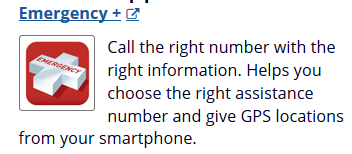 Emergency +
EMERGENCY
Call the right number with the
right information. Helps you
choose the right assistance
number and give GPS locations
from your smartphone.